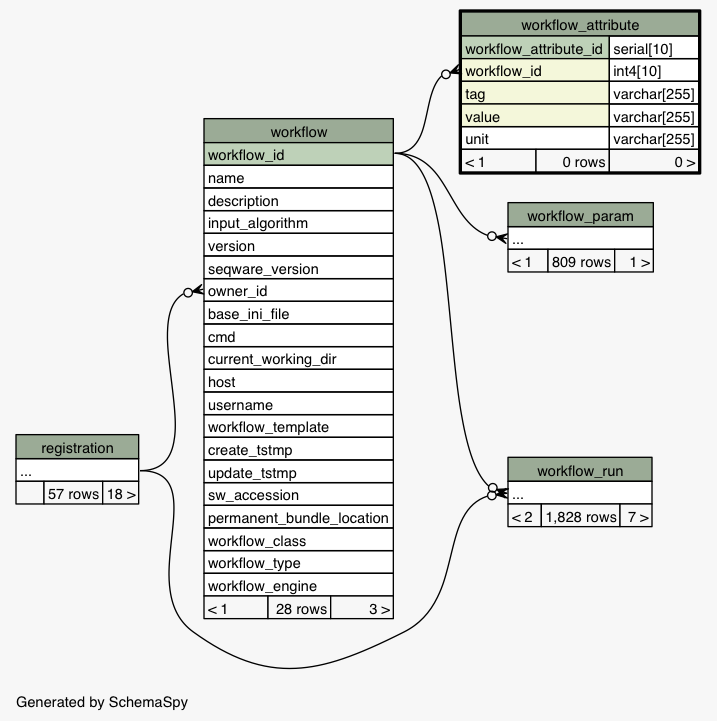 workflow_attribute
workflow_attribute_id serial[10]
workflow_id int4[10]
tag varchar[255]
value varchar[255]
unit varchar[255]
< 1 0 rows 0 >
workflow
workflow_id
name
description
input_algorithm
version
seqware_version
owner_id
base_ini_file
cmd
current_working_dir
host
username
workflow_template
create_tstmp
update_tstmp
sw_accession
permanent_bundle_location
workflow_class
workflow_type
workflow_engine
< 1 28 rows 3 >
workflow_param
...
< 1 809 rows 1 >
registration
...
57 rows 18 >
workflow_run
...
< 2 1,828 rows 7 >
Generated by SchemaSpy